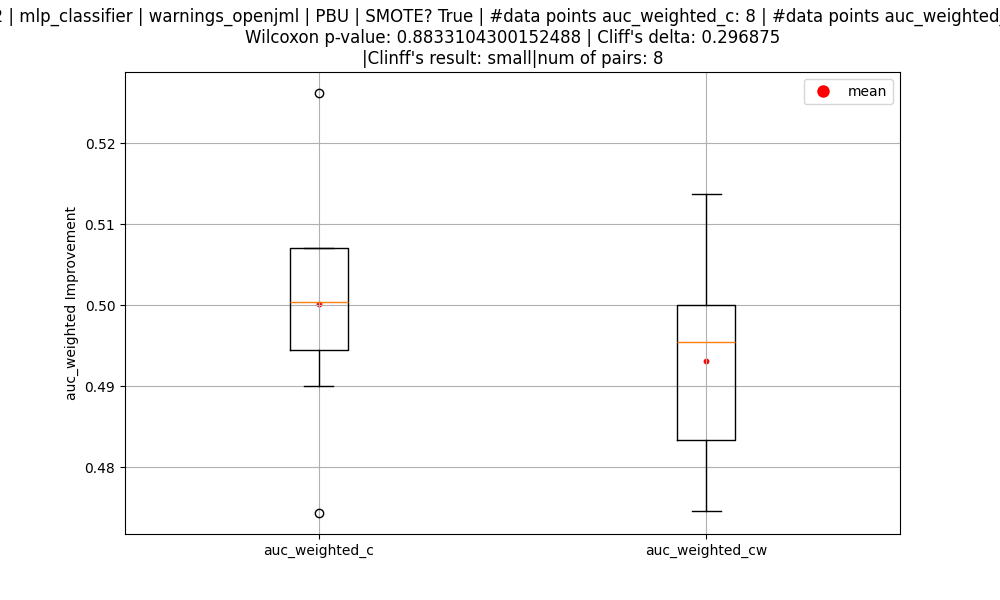 2 | mlp_classifier | warnings_openjml | PBU | SMOTE? True | #data points auc_weighted_c: 8 | #data points auc_weighted_
Wilcoxon p-value: 0.8833104300152488 | Cliff's delta: 0.296875
|Clinff's result: small|num of pairs: 8
mean
0.52
0.51
0.50
0.49
0.48
auc_weighted Improvement
auc_weighted_c
auc_weighted_cw